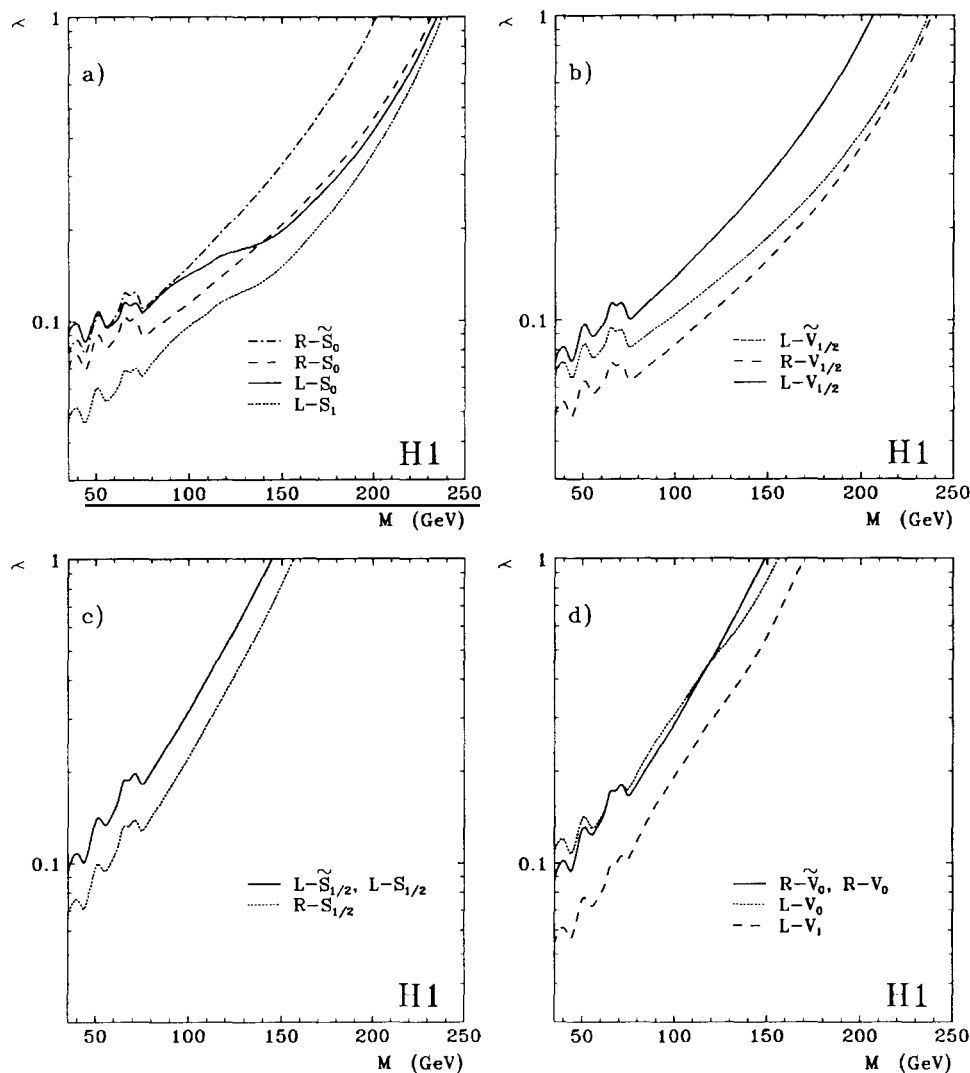 λ 1
a)
0.1
R-S̃₀
R-S₀
L-S₀
L-S₁
H1
50 100 150 200 250
M (GeV)
λ 1
b)
0.1
L-Ṽ₁/₂
R-V₁/₂
L-V₁/₂
H1
50 100 150 200 250
M (GeV)
λ 1
c)
0.1
L-S̃₁/₂, L-S₁/₂
R-S₁/₂
H1
50 100 150 200 250
M (GeV)
λ 1
d)
0.1
R-Ṽ₀, R-V₀
L-V₀
L-V₁
H1
50 100 150 200 250
M (GeV)